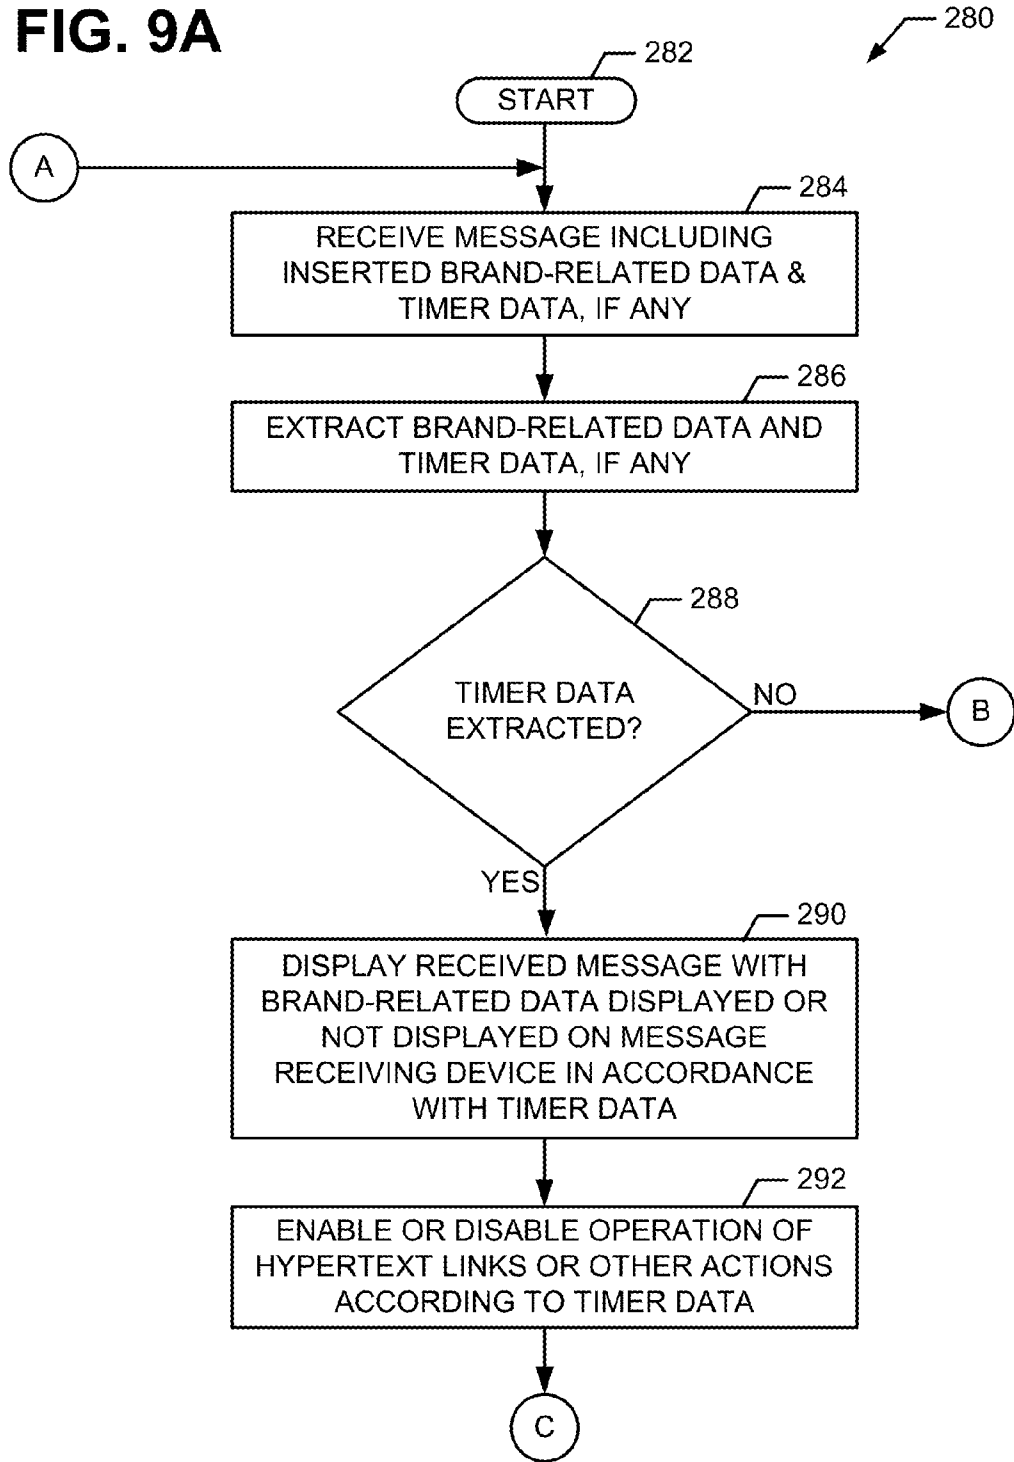 FIG. 9A
280
282
START
A
284
RECEIVE MESSAGE INCLUDING
INSERTED BRAND-RELATED DATA &
TIMER DATA, IF ANY
286
EXTRACT BRAND-RELATED DATA AND
TIMER DATA, IF ANY
288
TIMER DATA
EXTRACTED?
NO
B
YES
290
DISPLAY RECEIVED MESSAGE WITH
BRAND-RELATED DATA DISPLAYED OR
NOT DISPLAYED ON MESSAGE
RECEIVING DEVICE IN ACCORDANCE
WITH TIMER DATA
292
ENABLE OR DISABLE OPERATION OF
HYPERTEXT LINKS OR OTHER ACTIONS
ACCORDING TO TIMER DATA
C